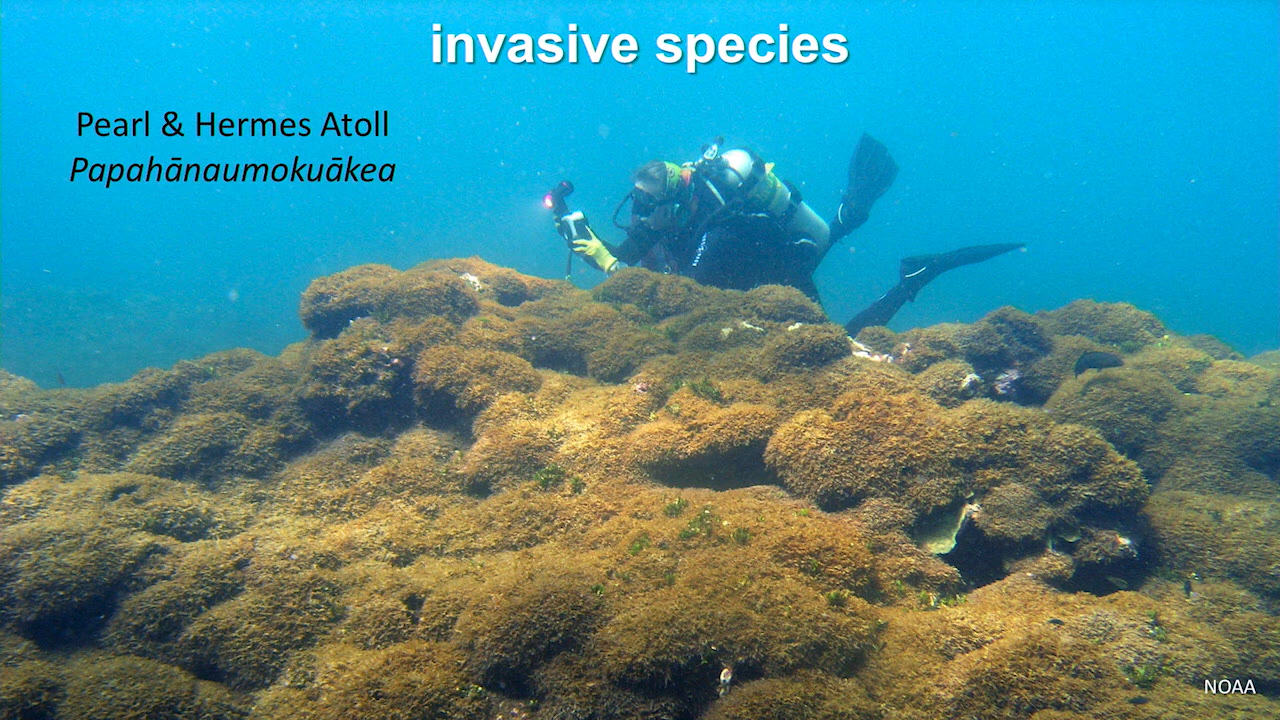 invasive species
Pearl & Hermes Atoll
Papahānaumokuākea
NOAA